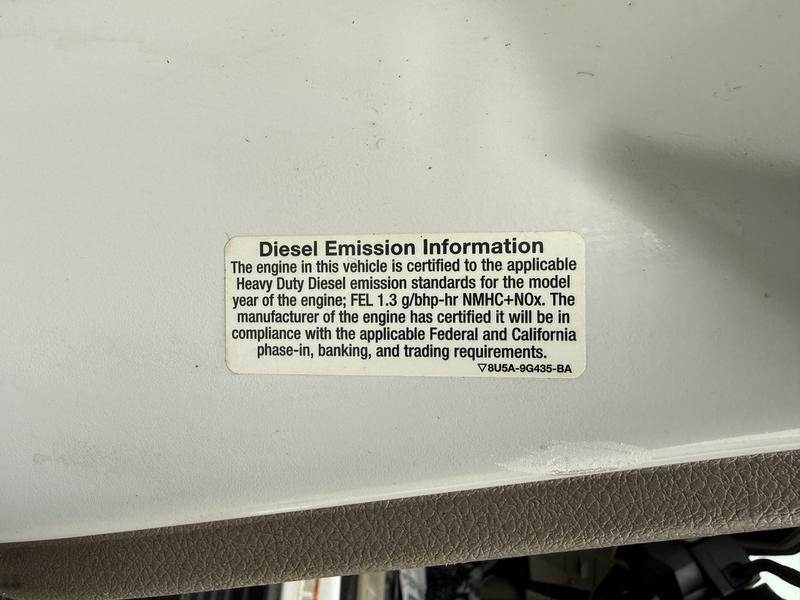 Diesel Emission Information
The engine in this vehicle is certified to the applicable
Heavy Duty Diesel emission standards for the model
year of the engine; FEL 1.3 g/bhp-hr NMHC+NOx. The
manufacturer of the engine has certified it will be in
compliance with the applicable Federal and California
phase-in, banking, and trading requirements.
▽8U5A-9G435-BA